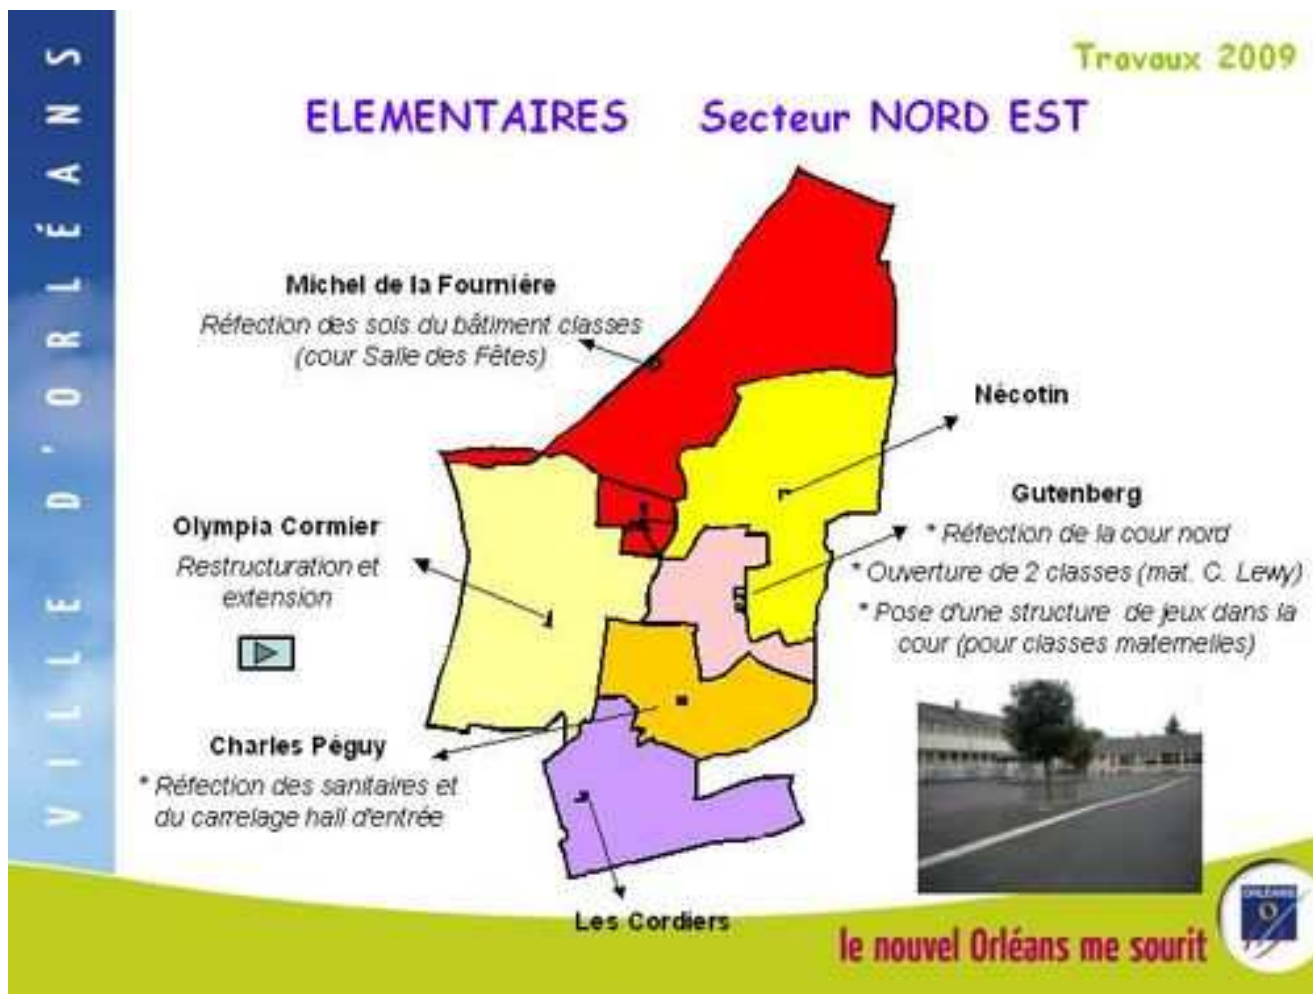 VILLE D'ORLÉANS
Travaux 2009
ELEMENTAIRES Secteur NORD EST
Michel de la Fournière
Réfection des sols du bâtiment classes
(cour Salle des Fêtes)
Nécotin
Gutenberg
* Réfection de la cour nord
* Ouverture de 2 classes (mat. C. Lewy)
* Pose d'une structure de jeux dans la
cour (pour classes maternelles)
Olympia Cormier
Restructuration et
extension
Charles Péguy
* Réfection des sanitaires et
du carrelage hall d'entrée
Les Cordiers
le nouvel Orléans me sourit
ORLÉANS